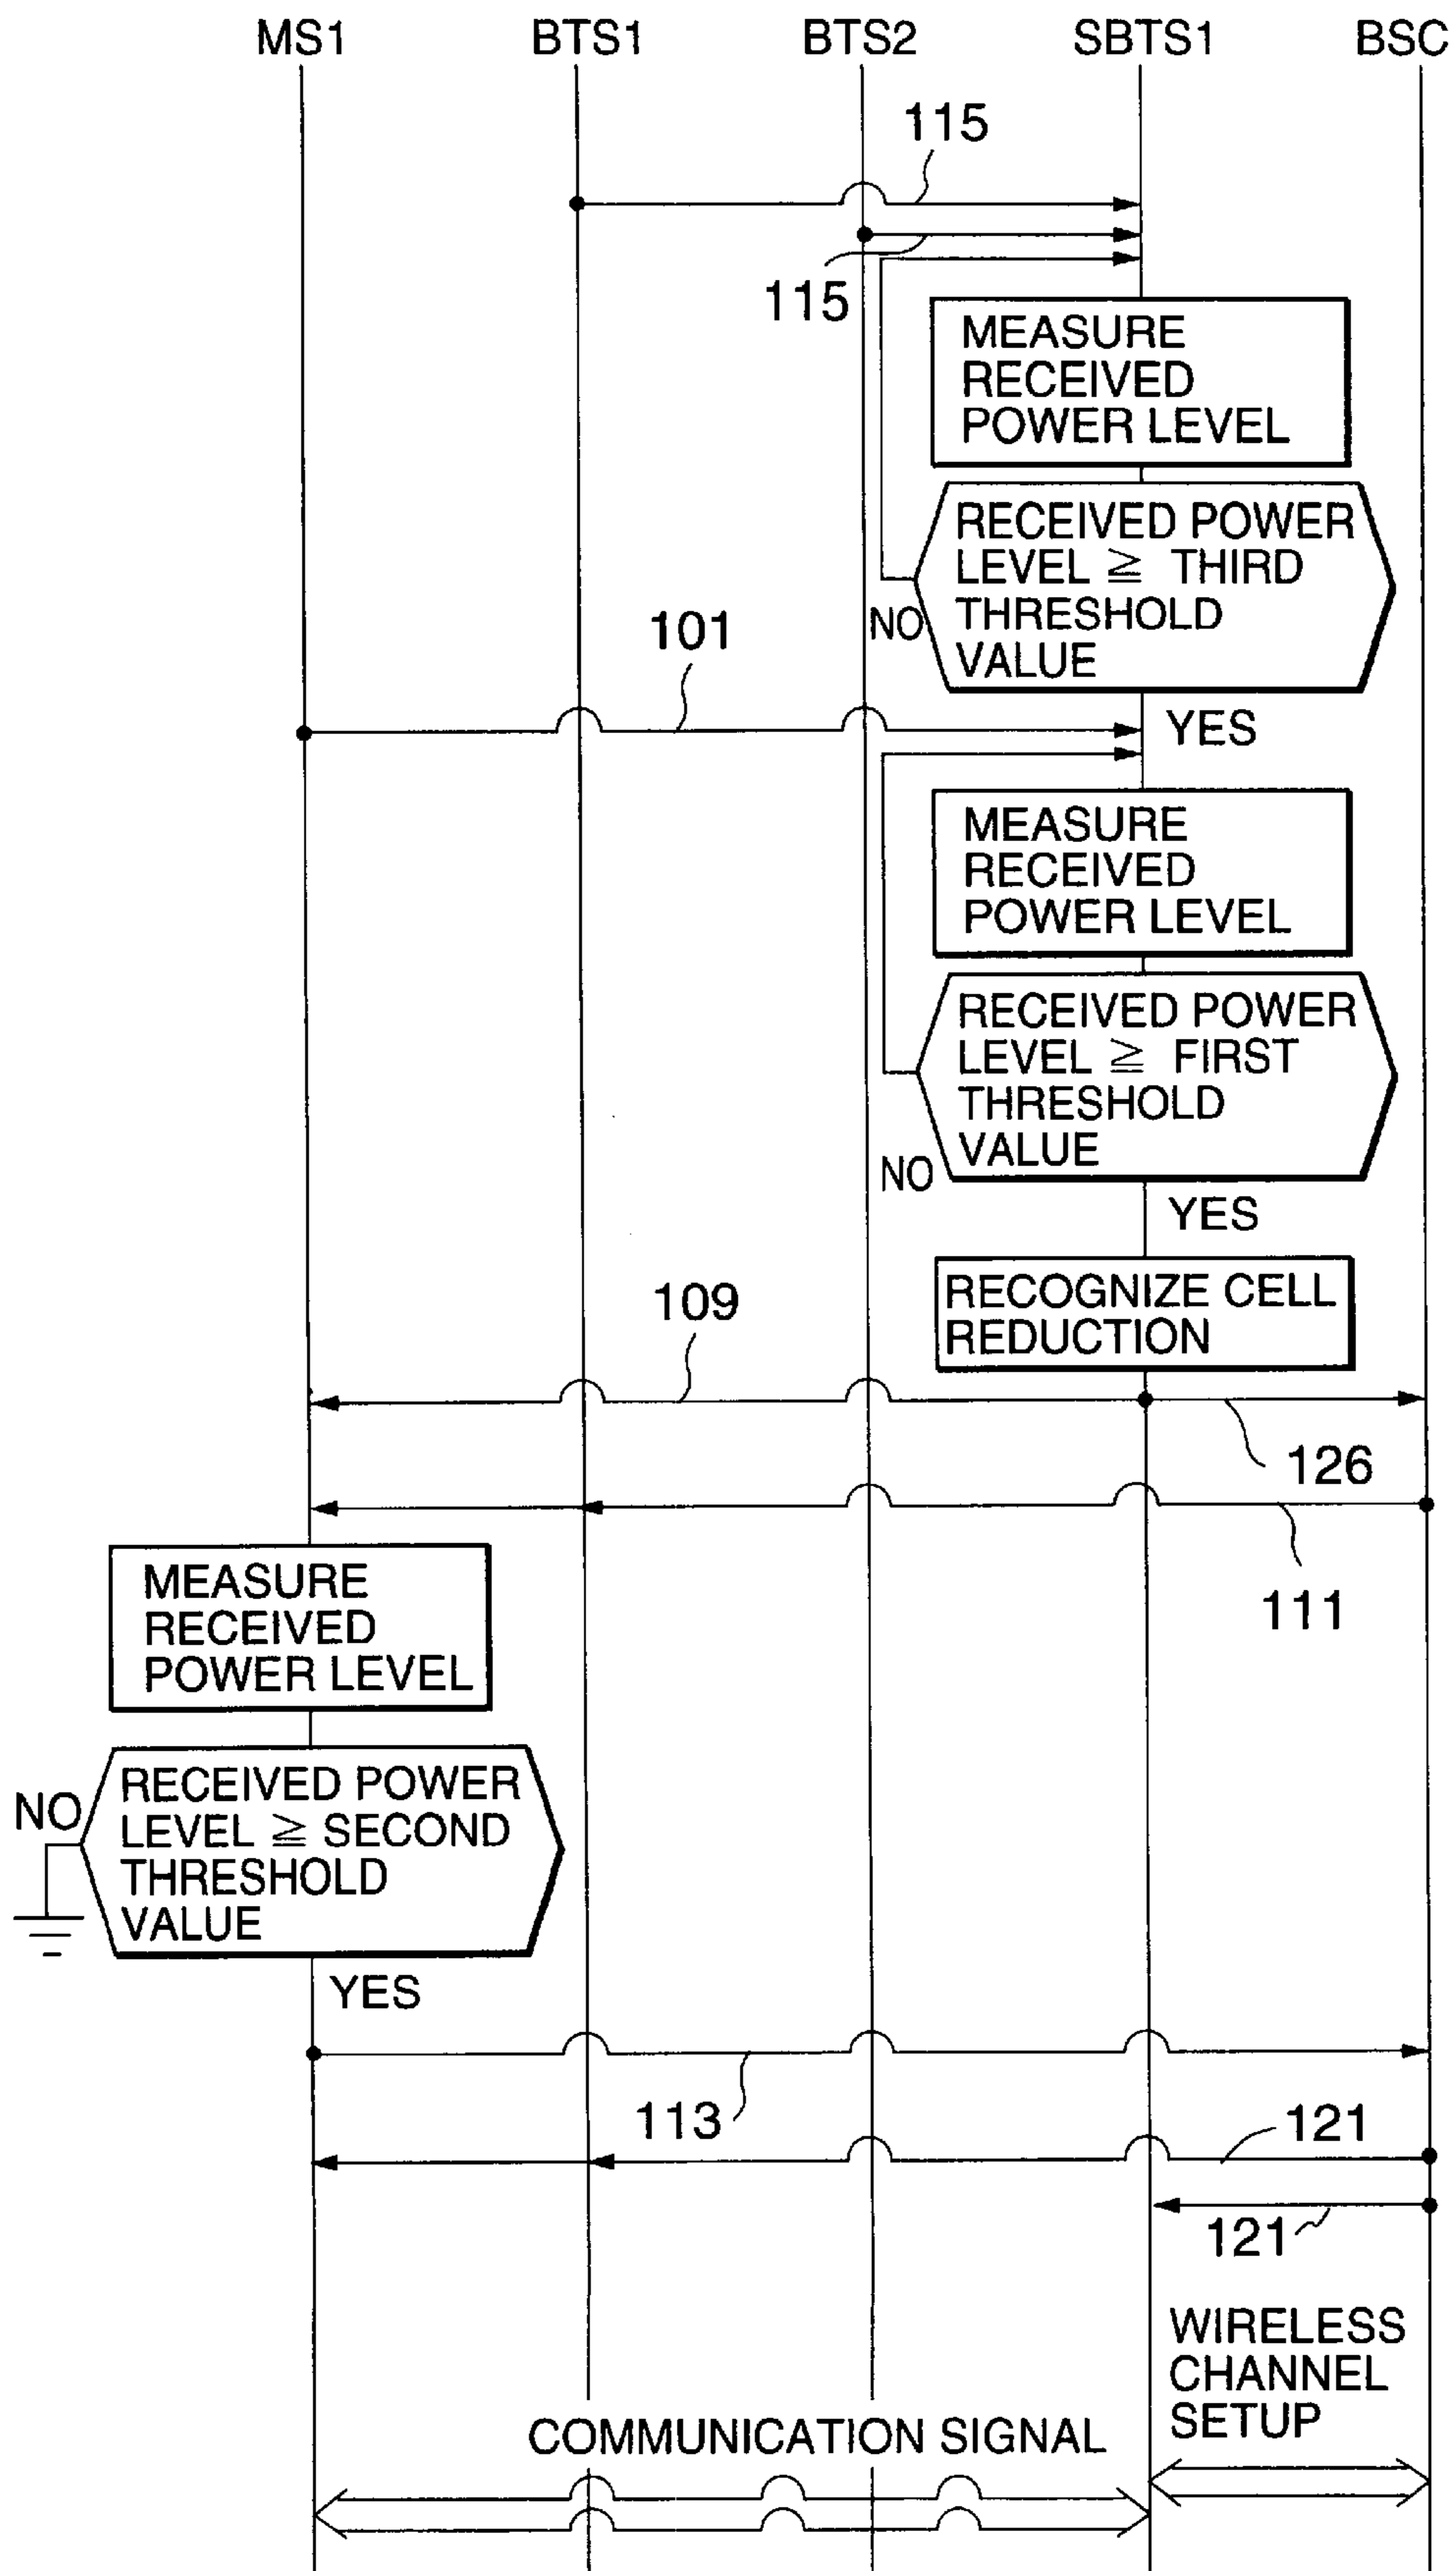 MS1 BTS1 BTS2 SBTS1 BSC
115
115
MEASURE
RECEIVED
POWER LEVEL
RECEIVED POWER
LEVEL ≧ THIRD
THRESHOLD
VALUE
NO
101
YES
MEASURE
RECEIVED
POWER LEVEL
RECEIVED POWER
LEVEL ≧ FIRST
THRESHOLD
VALUE
NO
YES
RECOGNIZE CELL
REDUCTION
109
126
111
MEASURE
RECEIVED
POWER LEVEL
RECEIVED POWER
LEVEL ≧ SECOND
THRESHOLD
VALUE
NO
YES
113
121
121
WIRELESS
CHANNEL
SETUP
COMMUNICATION SIGNAL